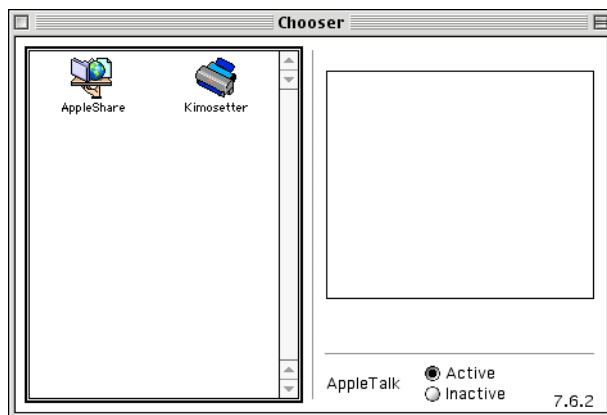 Chooser
AppleShare
Kimosetter
AppleTalk
Active
Inactive
7.6.2